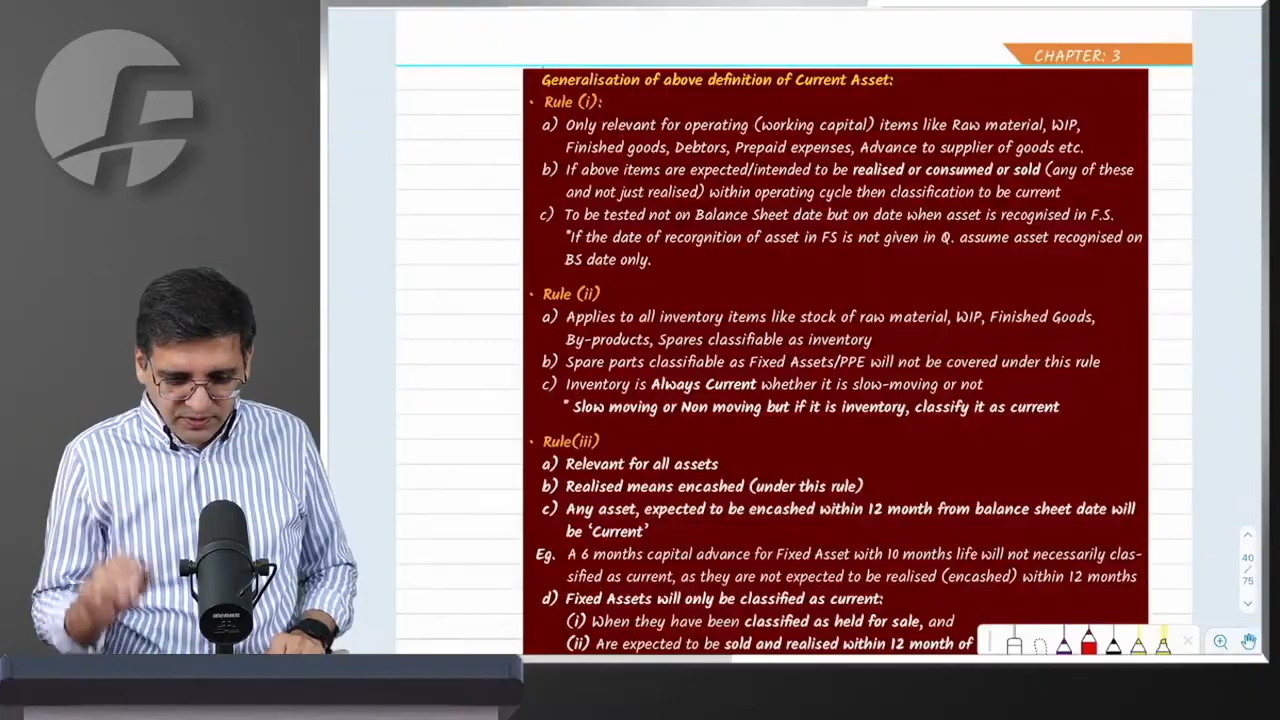 CHAPTER: 3
Generalisation of above definition of Current Asset:
• Rule (i):
a) Only relevant for operating (working capital) items like Raw material, WIP,
Finished goods, Debtors, Prepaid expenses, Advance to supplier of goods etc.
b) If above items are expected/intended to be realised or consumed or sold (any of these
and not just realised) within operating cycle then classification to be current
c) To be tested not on Balance Sheet date but on date when asset is recognised in F.S.
*If the date of recorgnition of asset in FS is not given in Q. assume asset recognised on
BS date only.
• Rule (ii)
a) Applies to all inventory items like stock of raw material, WIP, Finished Goods,
By-products, Spares classifiable as inventory
b) Spare parts classifiable as Fixed Assets/PPE will not be covered under this rule
c) Inventory is Always Current whether it is slow-moving or not
* Slow moving or Non moving but if it is inventory, classify it as current
• Rule(iii)
a) Relevant for all assets
b) Realised means encashed (under this rule)
c) Any asset, expected to be encashed within 12 month from balance sheet date will
be 'Current'
Eg. A 6 months capital advance for Fixed Asset with 10 months life will not necessarily clas-
sified as current, as they are not expected to be realised (encashed) within 12 months
d) Fixed Assets will only be classified as current:
(i) When they have been classified as held for sale, and
(ii) Are expected to be sold and realised within 12 month of
40
/
75